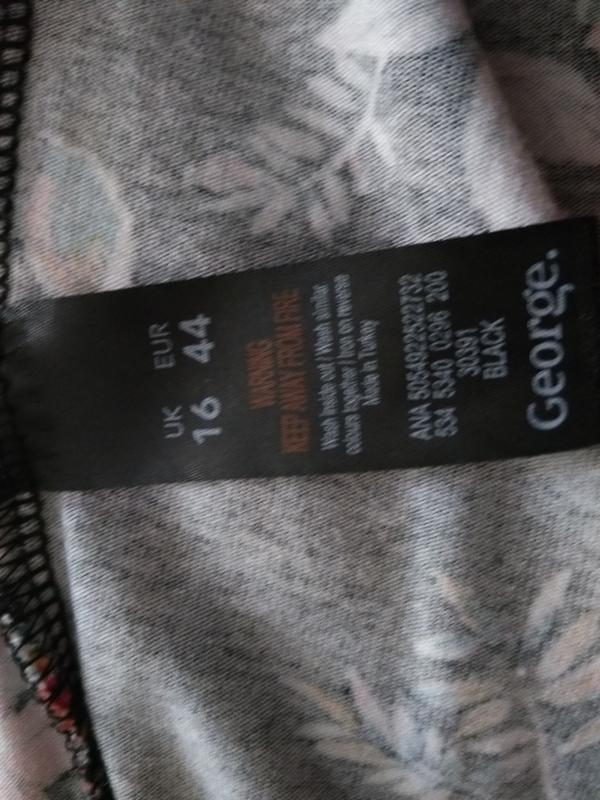 UK EUR
16 44
WARNING
KEEP AWAY FROM FIRE
Wash inside out / Wash similar
colours together / Iron on reverse
Made in Turkey
ANA 5054922522732
534 5340 0296 200
30391
BLACK
George.